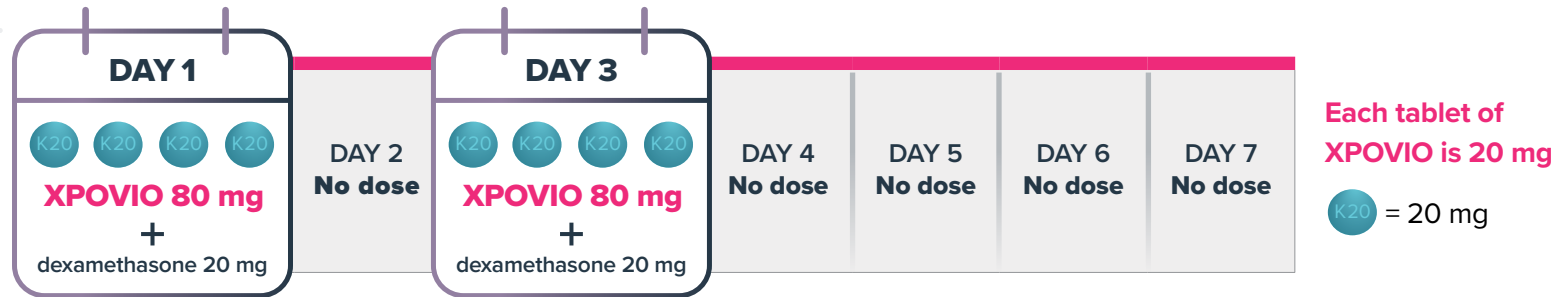 DAY 1
K20 K20 K20 K20
XPOVIO 80 mg
+
dexamethasone 20 mg
DAY 2
No dose
DAY 3
K20 K20 K20 K20
XPOVIO 80 mg
+
dexamethasone 20 mg
DAY 4
No dose
DAY 5
No dose
DAY 6
No dose
DAY 7
No dose
Each tablet of
XPOVIO is 20 mg
K20 = 20 mg